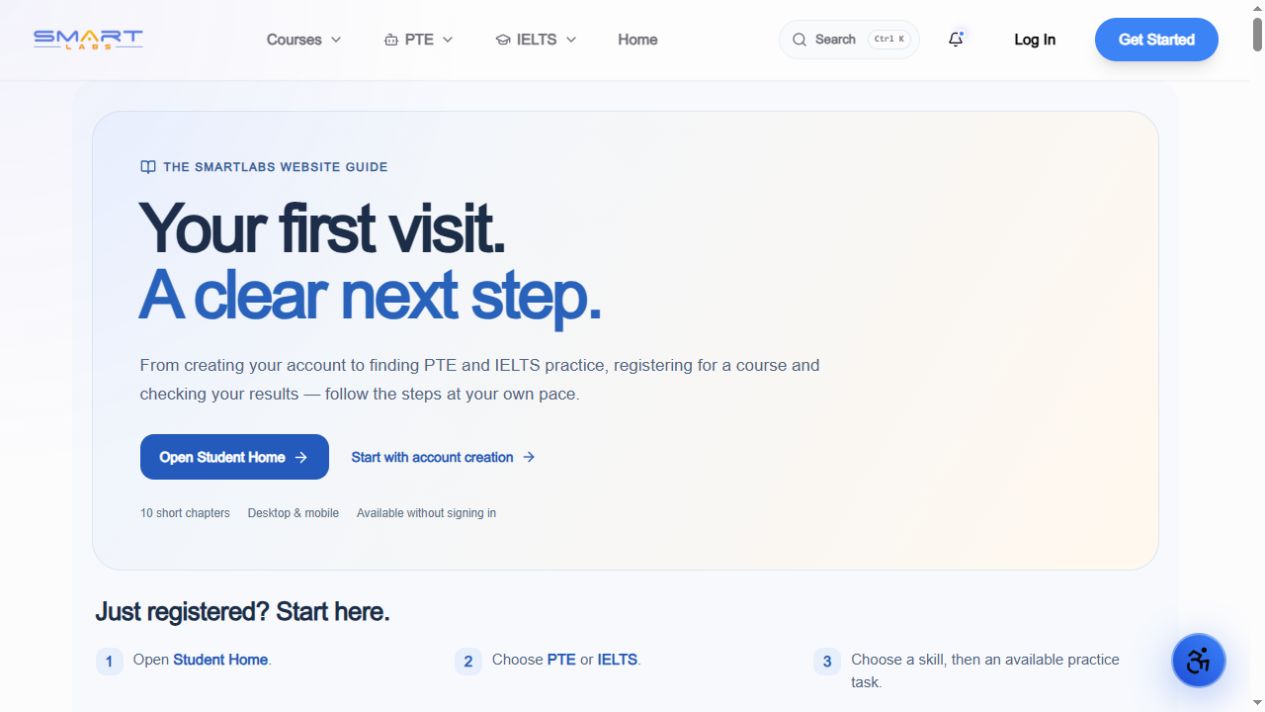 SMART
LABS
Courses
PTE
IELTS
Home
Search
Ctrl K
Log In
Get Started
THE SMARTLABS WEBSITE GUIDE
Your first visit.
A clear next step.
From creating your account to finding PTE and IELTS practice, registering for a course and
checking your results — follow the steps at your own pace.
Open Student Home
Start with account creation
10 short chapters
Desktop & mobile
Available without signing in
Just registered? Start here.
1 Open Student Home.
2 Choose PTE or IELTS.
3 Choose a skill, then an available practice
task.